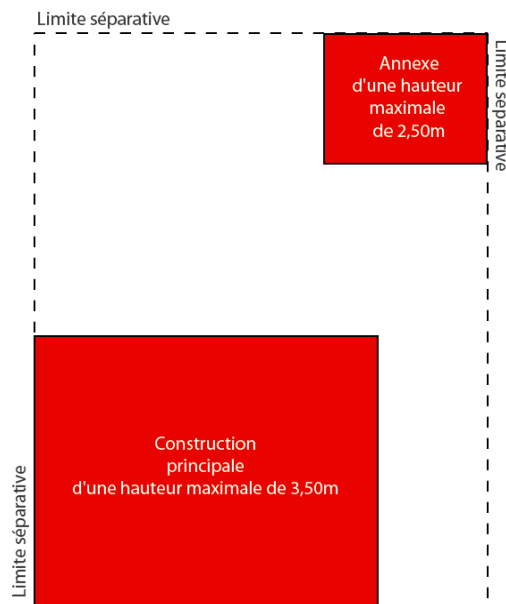 Limite séparative
Annexe
d'une hauteur
maximale
de 2,50m
Limite séparative
Construction
principale
d'une hauteur maximale de 3,50m
Limite séparative